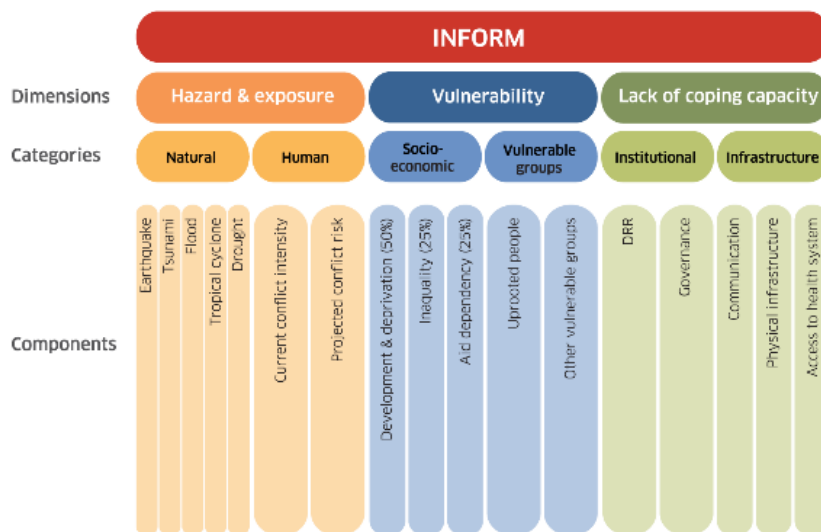 INFORM
Dimensions
Hazard & exposure
Vulnerability
Lack of coping capacity
Categories
Natural
Human
Socio-
economic
Vulnerable
groups
Institutional
Infrastructure
Components
Earthquake
Tsunami
Flood
Tropical cyclone
Drought
Current conflict intensity
Projected conflict risk
Development & deprivation (50%)
Inaquality (25%)
Aid dependency (25%)
Uprooted people
Other vulnerable groups
DRR
Governance
Communication
Physical infrastructure
Access to health system